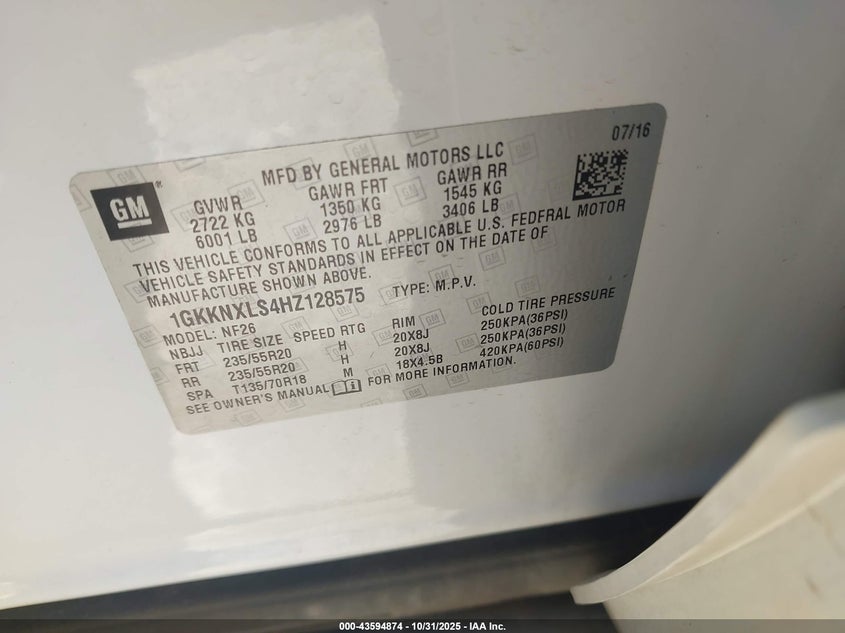 07/16
MFD BY GENERAL MOTORS LLC
GM ®
GVWR GAWR FRT GAWR RR
2722 KG 1350 KG 1545 KG
6001 LB 2976 LB 3406 LB
THIS VEHICLE CONFORMS TO ALL APPLICABLE U.S. FEDFRAL MOTOR
VEHICLE SAFETY STANDARDS IN EFFECT ON THE DATE OF
MANUFACTURE SHOWN ABOVE.
1GKKNXLS4HZ128575 TYPE: M.P.V.
MODEL: NF26
NBJJ TIRE SIZE SPEED RTG RIM COLD TIRE PRESSURE
FRT 235/55R20 H 20X8J 250KPA(36PSI)
RR 235/55R20 H 20X8J 250KPA(36PSI)
SPA T135/70R18 M 18X4.5B 420KPA(60PSI)
SEE OWNER'S MANUAL FOR MORE INFORMATION.
000-43594874 - 10/31/2025 - IAA Inc.